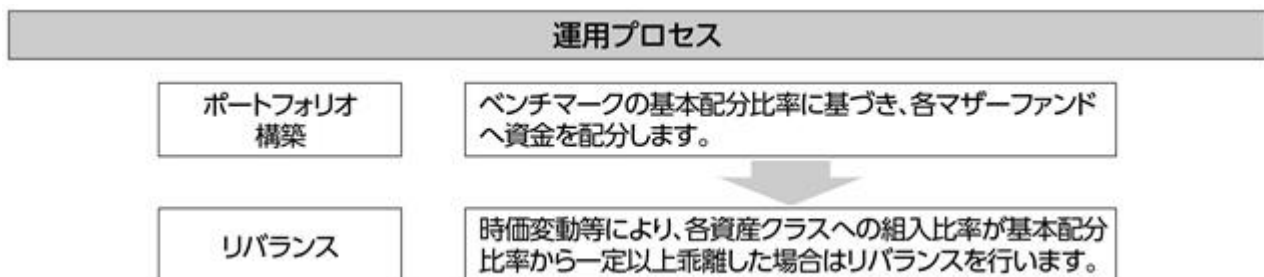 運用プロセス
ポートフォリオ
構築
ベンチマークの基本配分比率に基づき、各マザーファンド
へ資金を配分します。
リバランス
時価変動等により、各資産クラスへの組入比率が基本配分
比率から一定以上乖離した場合はリバランスを行います。